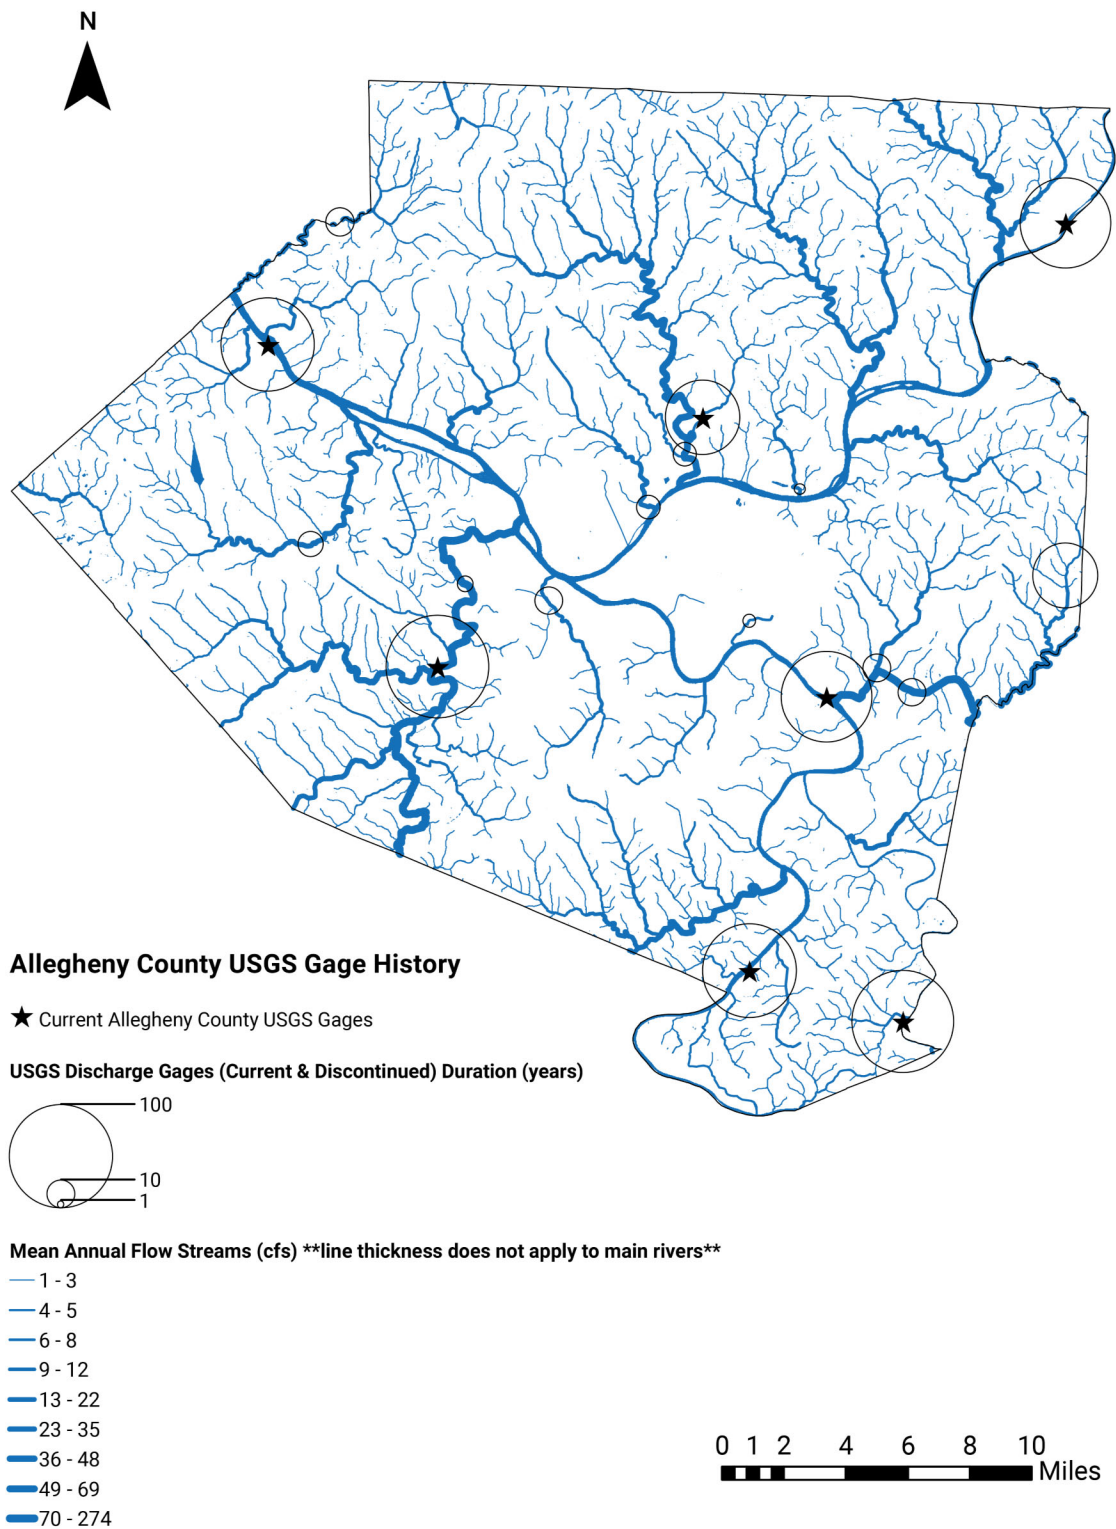 N
Allegheny County USGS Gage History
Current Allegheny County USGS Gages
USGS Discharge Gages (Current & Discontinued) Duration (years)
100
10
1
Mean Annual Flow Streams (cfs) **line thickness does not apply to main rivers**
1 - 3
4 - 5
6 - 8
9 - 12
13 - 22
23 - 35
36 - 48
49 - 69
70 - 274
0 1 2 4 6 8 10
Miles